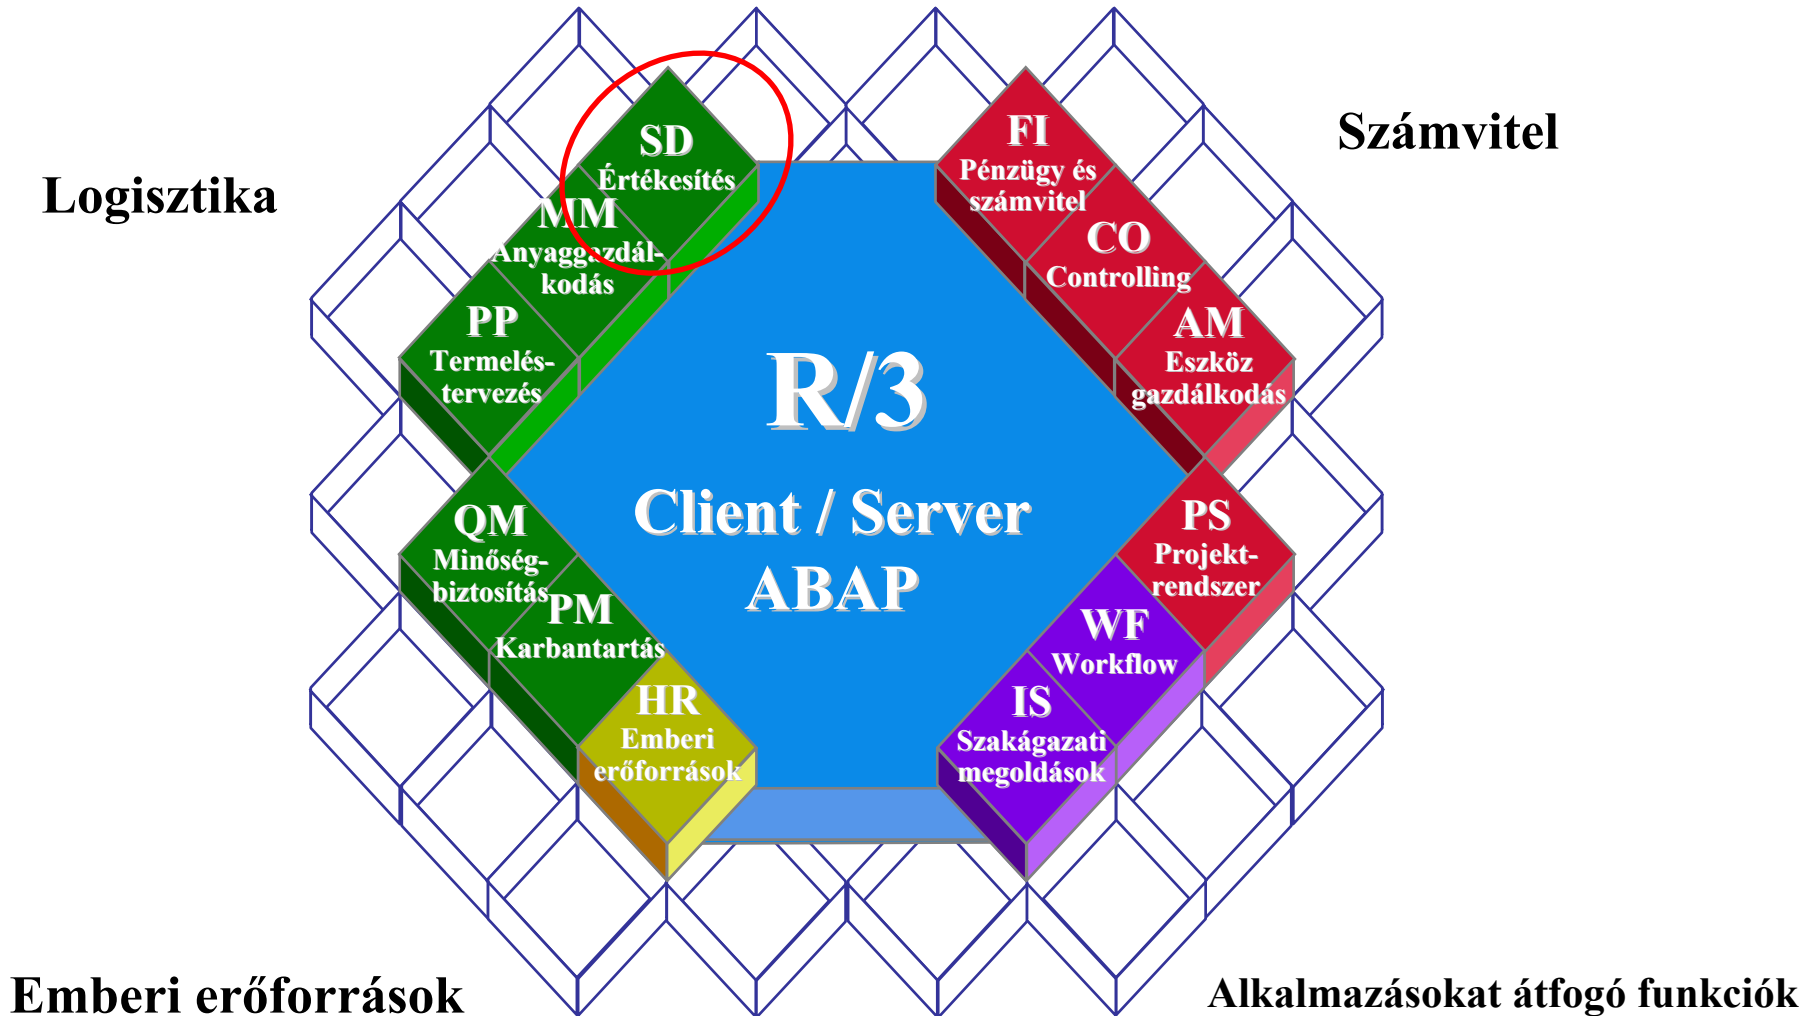 Logisztika
Számvitel
SD
Értékesítés
MM
Anyaggazdál-
kodás
PP
Termelés-
tervezés
QM
Minőség-
biztosítás
PM
Karbantartás
HR
Emberi
erőforrások
R/3
Client / Server
ABAP
FI
Pénzügy és
számvitel
CO
Controlling
AM
Eszköz
gazdálkodás
PS
Projekt-
rendszer
WF
Workflow
IS
Szakágazati
megoldások
Emberi erőforrások
Alkalmazásokat átfogó funkciók